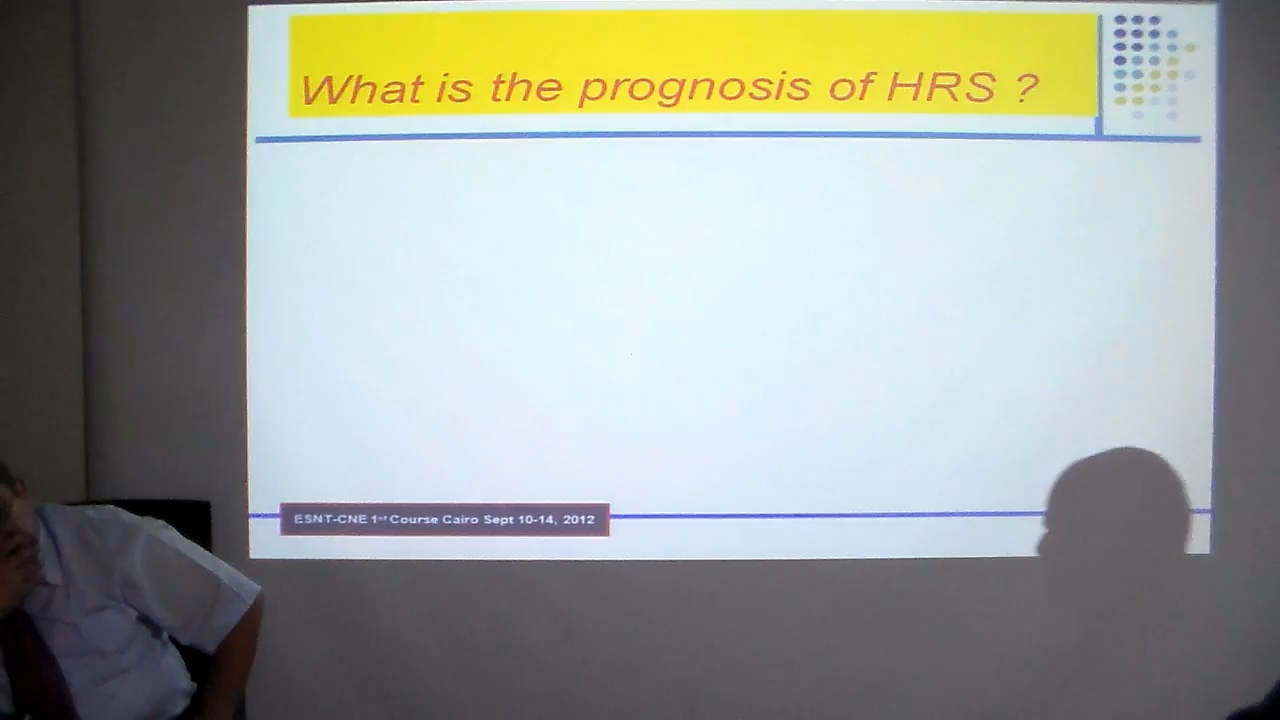 What is the prognosis of HRS ?
ESNT-CNE 1st Course Cairo Sept 10-14, 2012